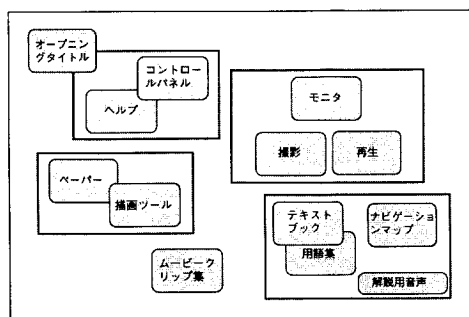 オープニン
グタイトル
コントロー
ルパネル
ヘルプ
モニタ
撮影
再生
ペーパー
描画ツール
テキスト
ブック
ナビゲーショ
ンマップ
用語集
ムービーク
リップ集
解説用音声